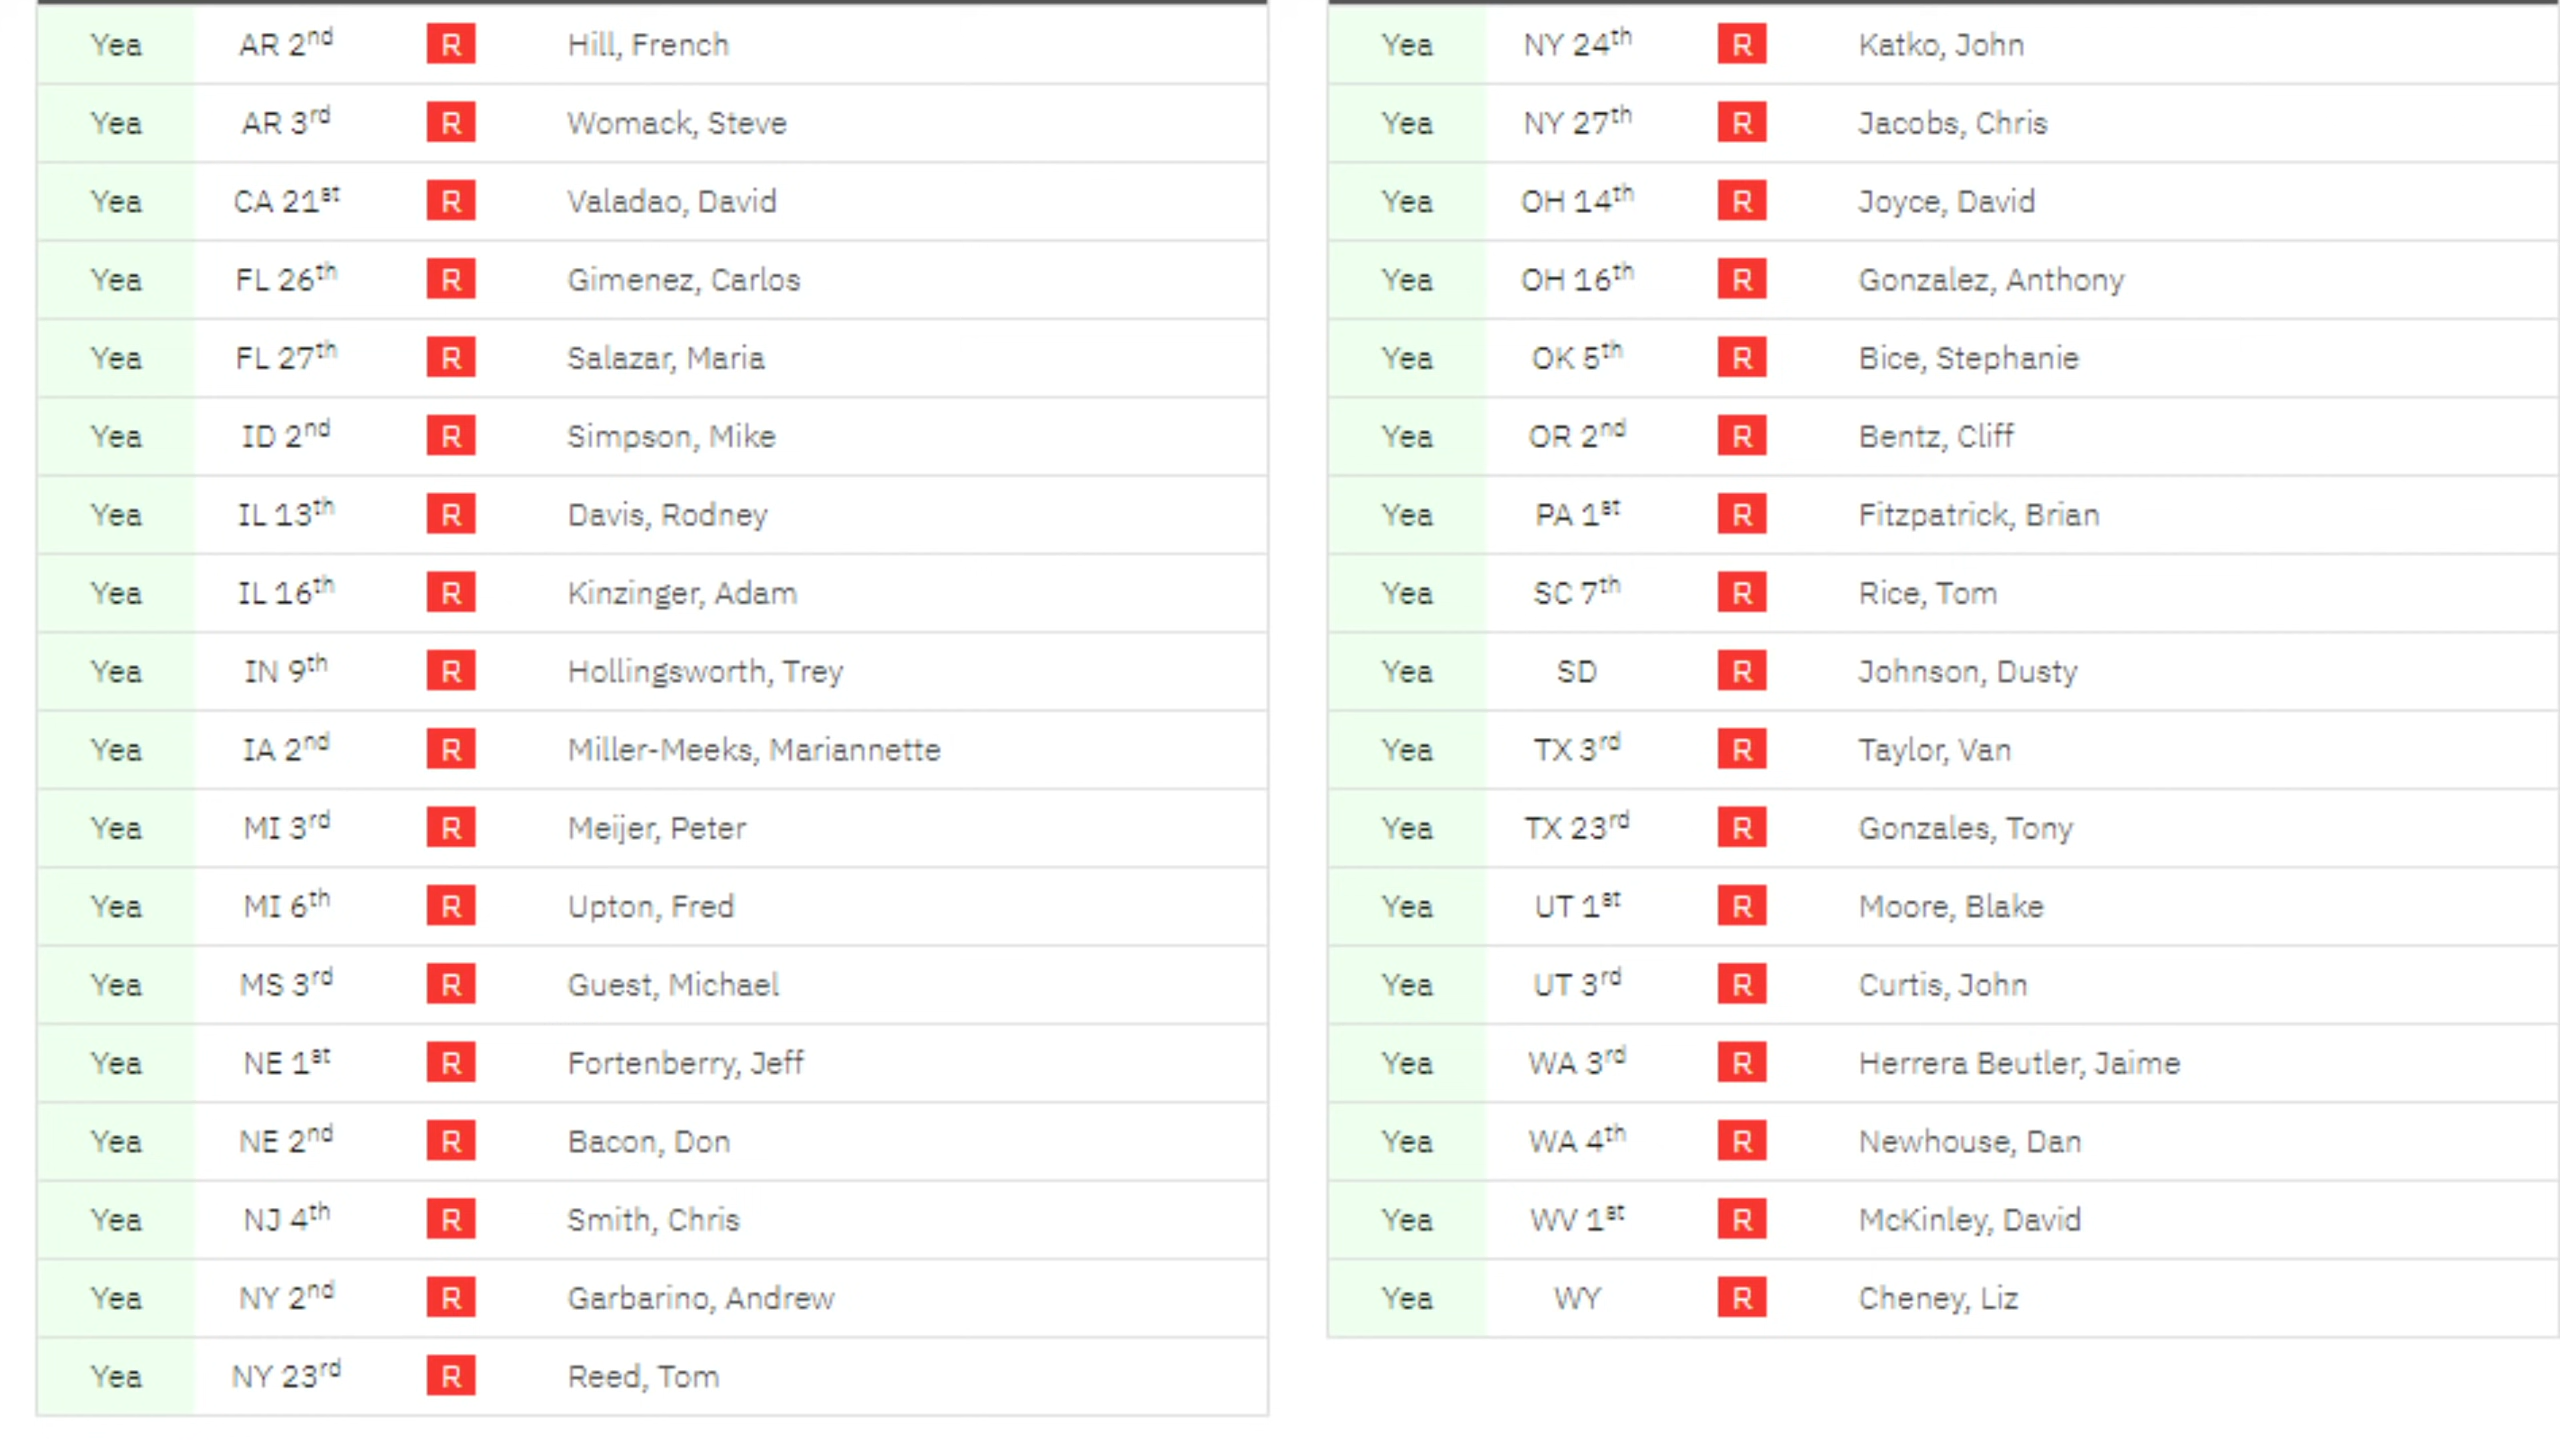 Yea AR 2nd R Hill, French
Yea AR 3rd R Womack, Steve
Yea CA 21st R Valadao, David
Yea FL 26th R Gimenez, Carlos
Yea FL 27th R Salazar, Maria
Yea ID 2nd R Simpson, Mike
Yea IL 13th R Davis, Rodney
Yea IL 16th R Kinzinger, Adam
Yea IN 9th R Hollingsworth, Trey
Yea IA 2nd R Miller-Meeks, Mariannette
Yea MI 3rd R Meijer, Peter
Yea MI 6th R Upton, Fred
Yea MS 3rd R Guest, Michael
Yea NE 1st R Fortenberry, Jeff
Yea NE 2nd R Bacon, Don
Yea NJ 4th R Smith, Chris
Yea NY 2nd R Garbarino, Andrew
Yea NY 23rd R Reed, Tom
Yea NY 24th R Katko, John
Yea NY 27th R Jacobs, Chris
Yea OH 14th R Joyce, David
Yea OH 16th R Gonzalez, Anthony
Yea OK 5th R Bice, Stephanie
Yea OR 2nd R Bentz, Cliff
Yea PA 1st R Fitzpatrick, Brian
Yea SC 7th R Rice, Tom
Yea SD R Johnson, Dusty
Yea TX 3rd R Taylor, Van
Yea TX 23rd R Gonzales, Tony
Yea UT 1st R Moore, Blake
Yea UT 3rd R Curtis, John
Yea WA 3rd R Herrera Beutler, Jaime
Yea WA 4th R Newhouse, Dan
Yea WV 1st R McKinley, David
Yea WY R Cheney, Liz